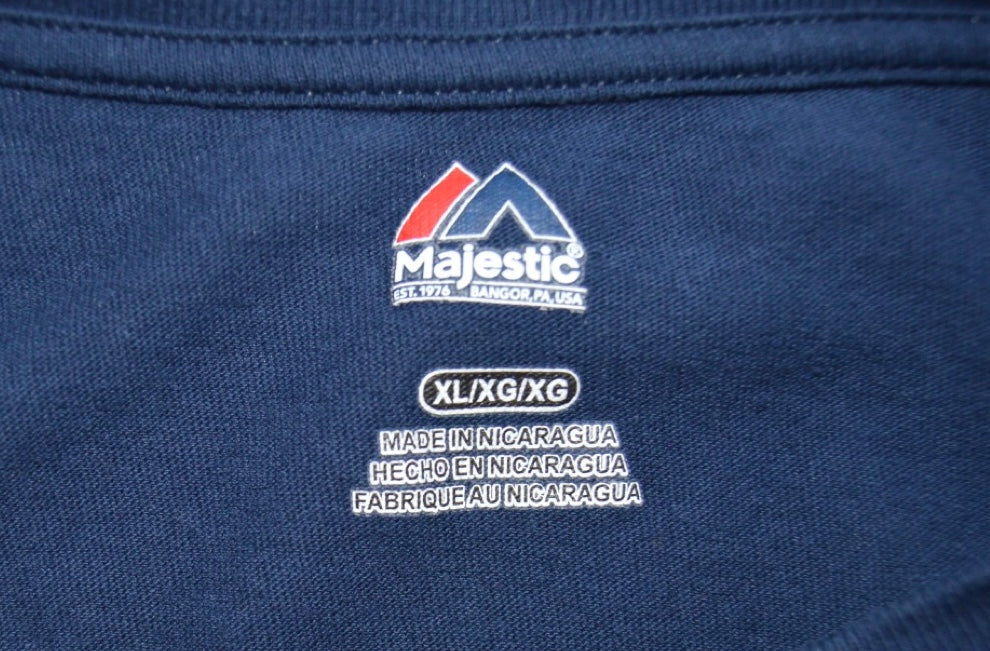 Majestic®
EST. 1976 BANGOR, PA, USA
XL/XG/XG
MADE IN NICARAGUA
HECHO EN NICARAGUA
FABRIQUE AU NICARAGUA